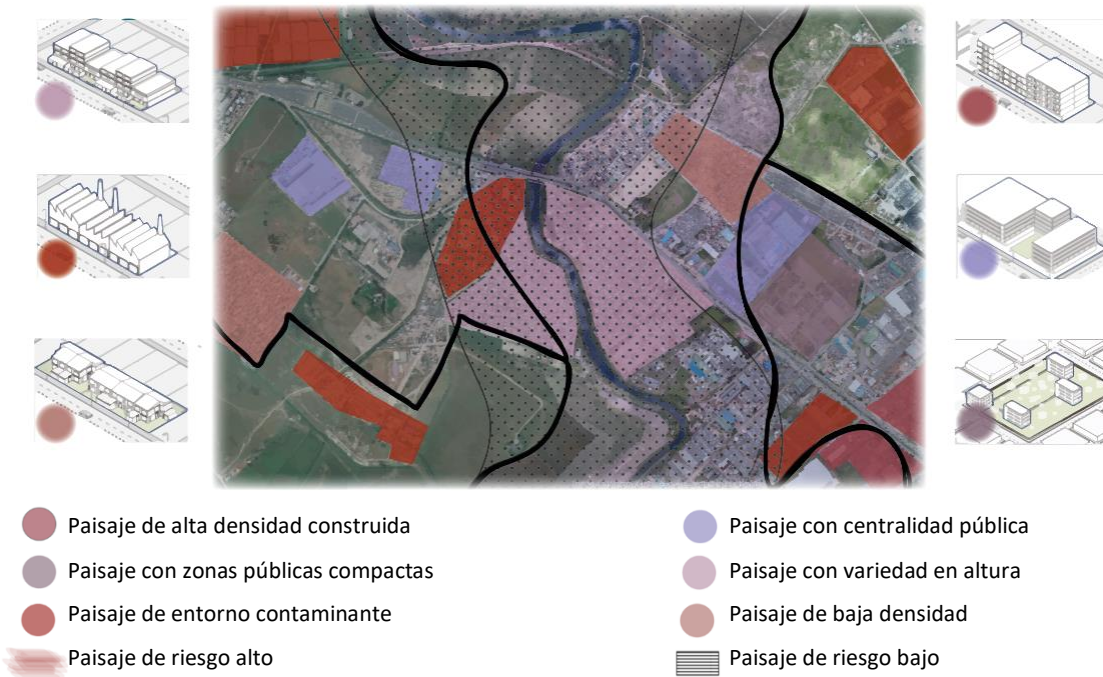 Paisaje de alta densidad construida
Paisaje con zonas públicas compactas
Paisaje de entorno contaminante
Paisaje de riesgo alto
Paisaje con centralidad pública
Paisaje con variedad en altura
Paisaje de baja densidad
Paisaje de riesgo bajo